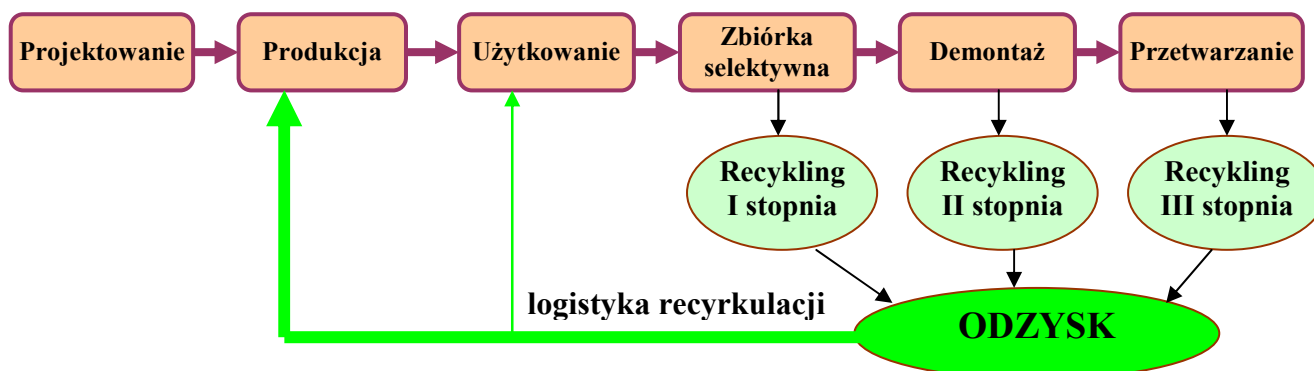 Projektowanie
Produkcja
Użytkowanie
Zbiórka
selektywna
Demontaż
Przetwarzanie
Recykling
I stopnia
Recykling
II stopnia
Recykling
III stopnia
logistyka recyrkulacji
ODZYSK